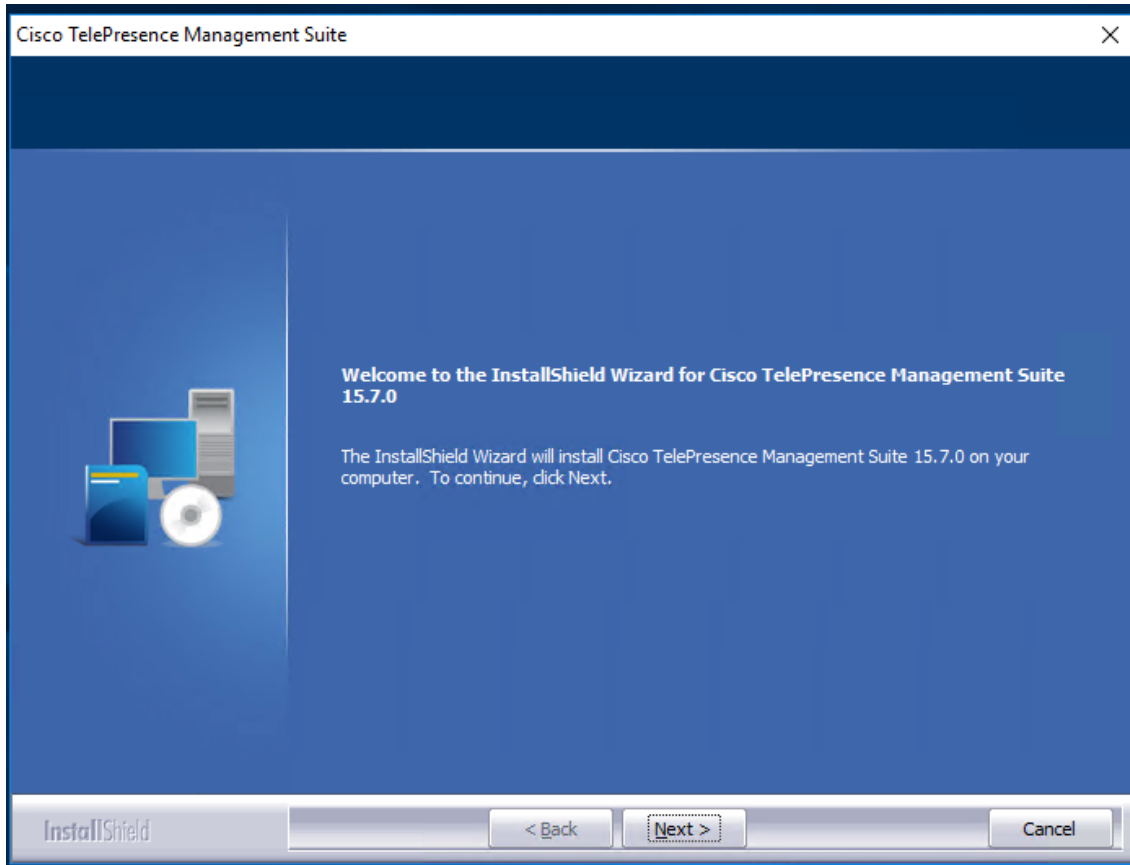 Cisco TelePresence Management Suite
Welcome to the InstallShield Wizard for Cisco TelePresence Management Suite
15.7.0
The InstallShield Wizard will install Cisco TelePresence Management Suite 15.7.0 on your
computer. To continue, click Next.
InstallShield
< Back
Next >
Cancel